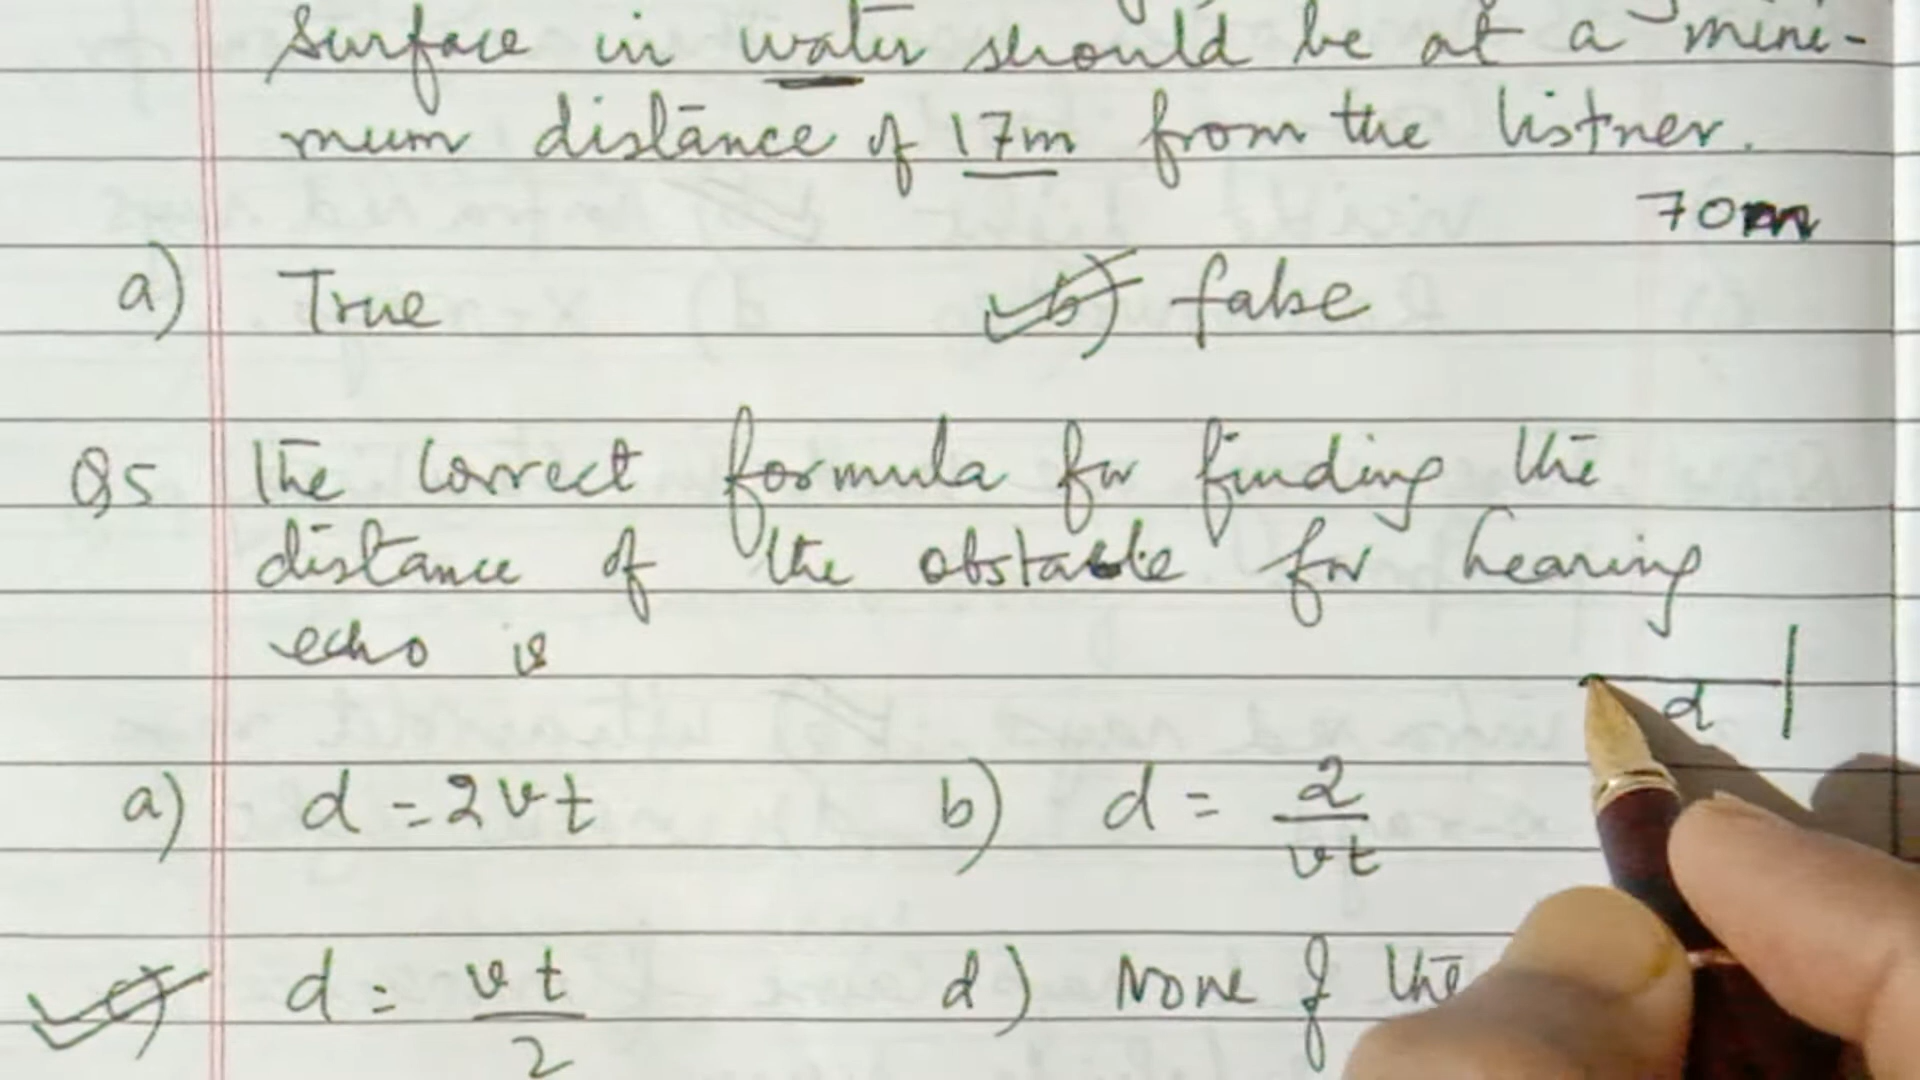 Surface in water should be at a mini-
mum distance of 17m from the listner.
70m
a) True b) false
Q5 The correct formula for finding the
distance of the obstacle for hearing
echo is
d
a) d = 2vt b) d = 2/vt
c) d = vt/2 d) None of the